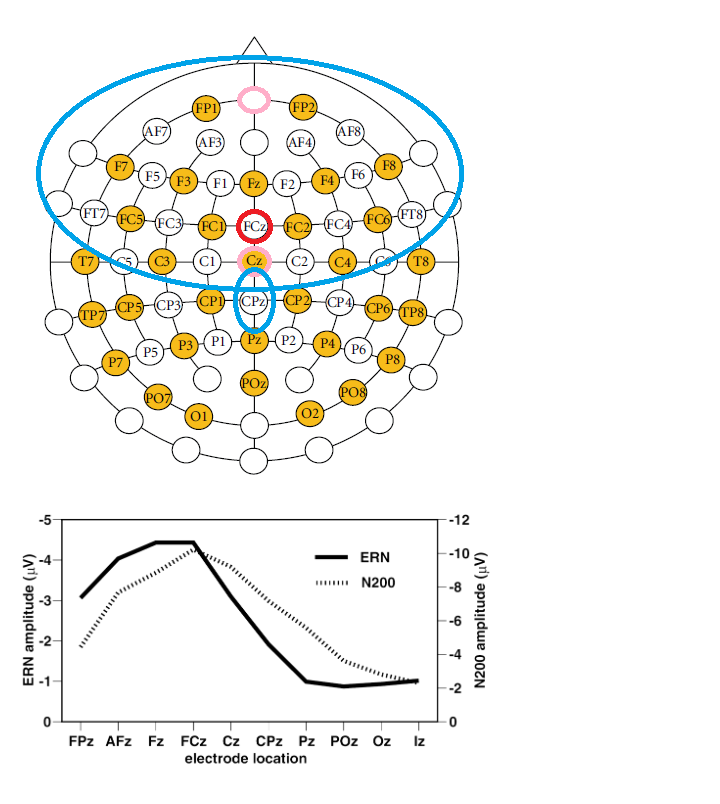 FP1 FP2
AF7 AF3 AF4 AF8
F7 F5 F3 F1 Fz F2 F4 F6 F8
FT7 FC5 FC3 FC1 FCz FC2 FC4 FC6 FT8
T7 C5 C3 C1 Cz C2 C4 C6 T8
TP7 CP5 CP3 CP1 CPz CP2 CP4 CP6 TP8
P7 P5 P3 P1 Pz P2 P4 P6 P8
PO7 POz PO8
O1 O2
-5 -12
-4 -10
-3 -8
-2 -6
-1 -4
0 -2
0
ERN amplitude (μV)
N200 amplitude (μV)
ERN
N200
FPz AFz Fz FCz Cz CPz Pz POz Oz Iz
electrode location